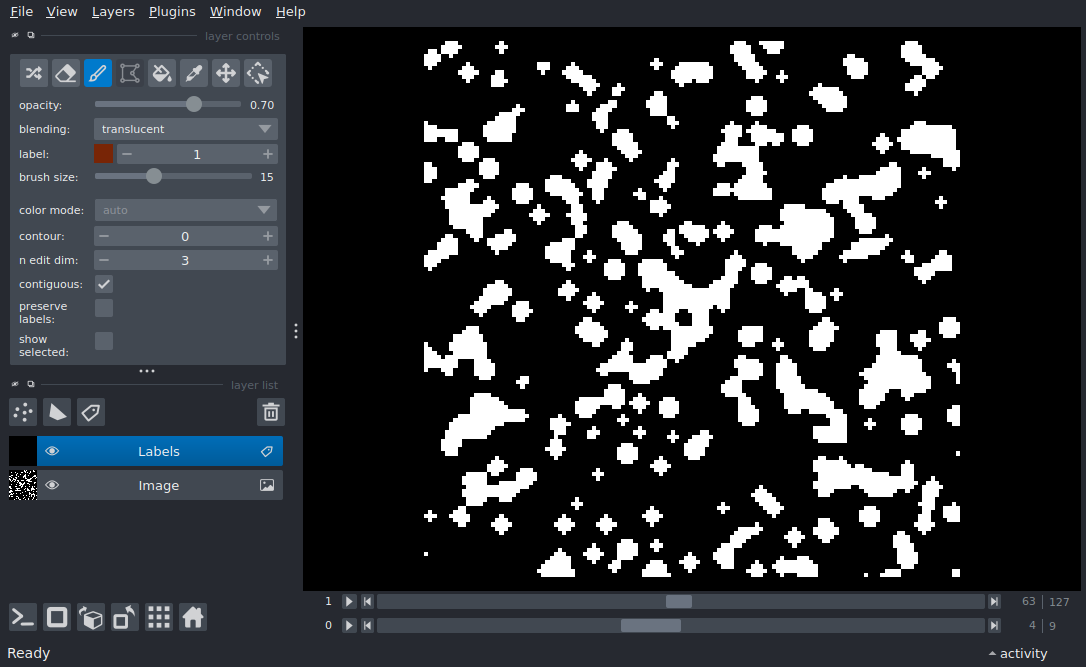 File View Layers Plugins Window Help
layer controls
opacity: 0.70
blending: translucent
label: 1
brush size: 15
color mode: auto
contour: 0
n edit dim: 3
contiguous:
preserve
labels:
show
selected:
layer list
Labels
Image
1 63 127
0 4 9
Ready activity